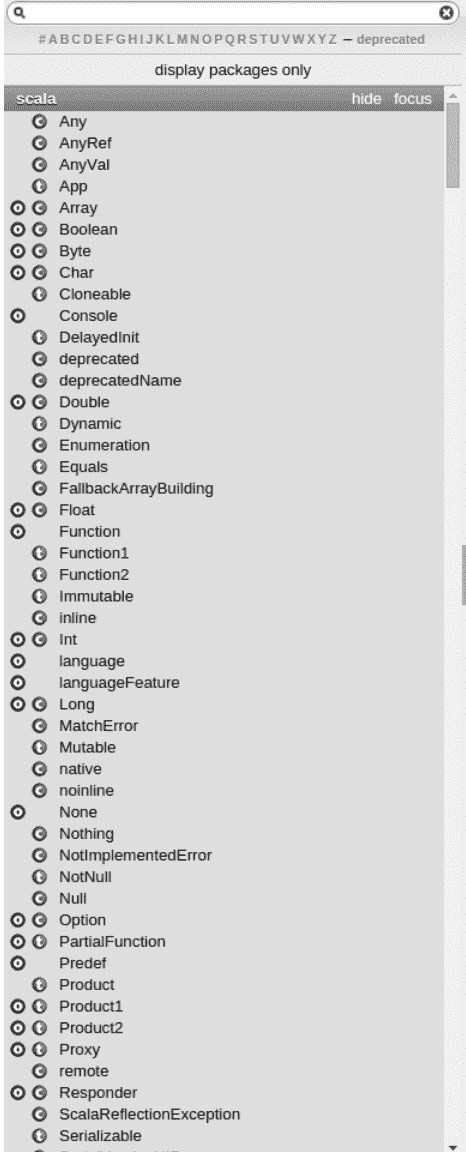 #ABCDEFGHIJKLMNOPQRSTUVWXYZ – deprecated
display packages only
scala hide focus
Any
AnyRef
AnyVal
App
Array
Boolean
Byte
Char
Cloneable
Console
DelayedInit
deprecated
deprecatedName
Double
Dynamic
Enumeration
Equals
FallbackArrayBuilding
Float
Function
Function1
Function2
Immutable
inline
Int
language
languageFeature
Long
MatchError
Mutable
native
noinline
None
Nothing
NotImplementedError
NotNull
Null
Option
PartialFunction
Predef
Product
Product1
Product2
Proxy
remote
Responder
ScalaReflectionException
Serializable